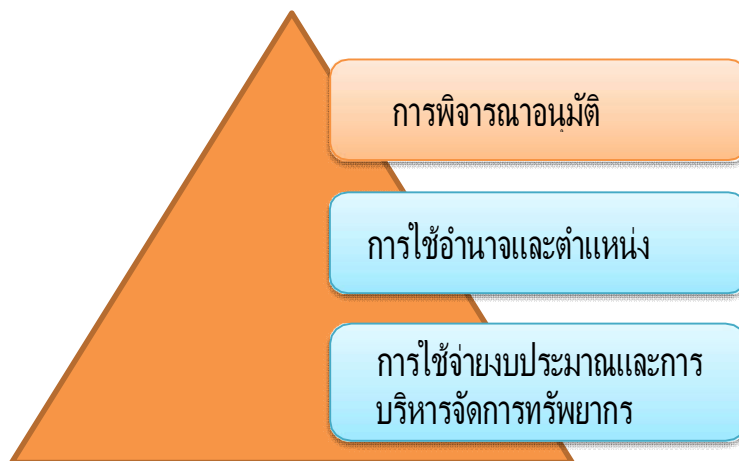 การพิจารณาอนุมัติ
การใช้อำนาจและตำแหน่ง
การใช้จ่ายงบประมาณและการ
บริหารจัดการทรัพยากร